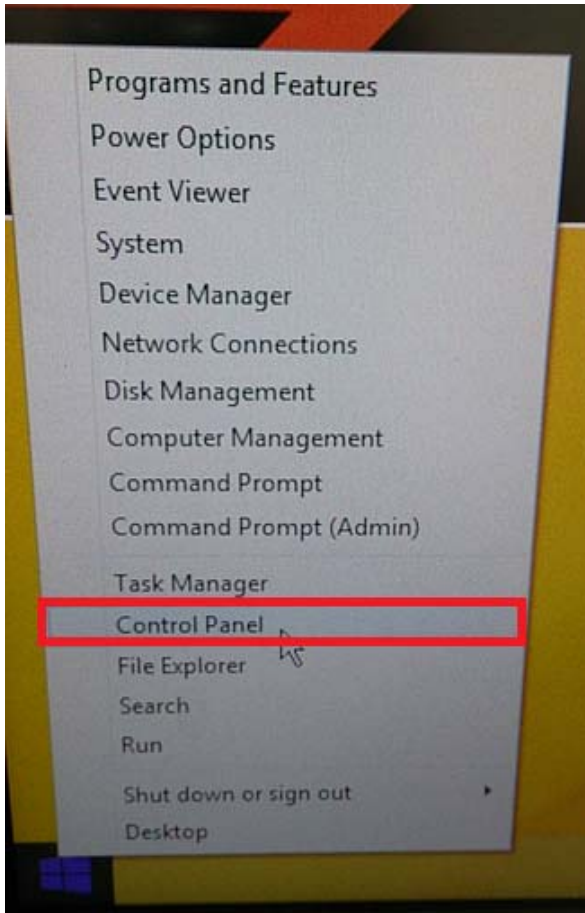 Programs and Features
Power Options
Event Viewer
System
Device Manager
Network Connections
Disk Management
Computer Management
Command Prompt
Command Prompt (Admin)
Task Manager
Control Panel
File Explorer
Search
Run
Shut down or sign out
Desktop